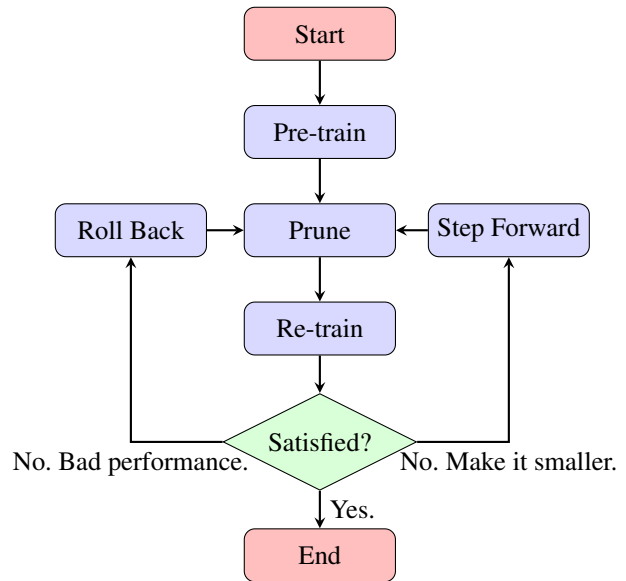 Start
Pre-train
Roll Back
Prune
Step Forward
Re-train
Satisfied?
No. Bad performance.
No. Make it smaller.
Yes.
End